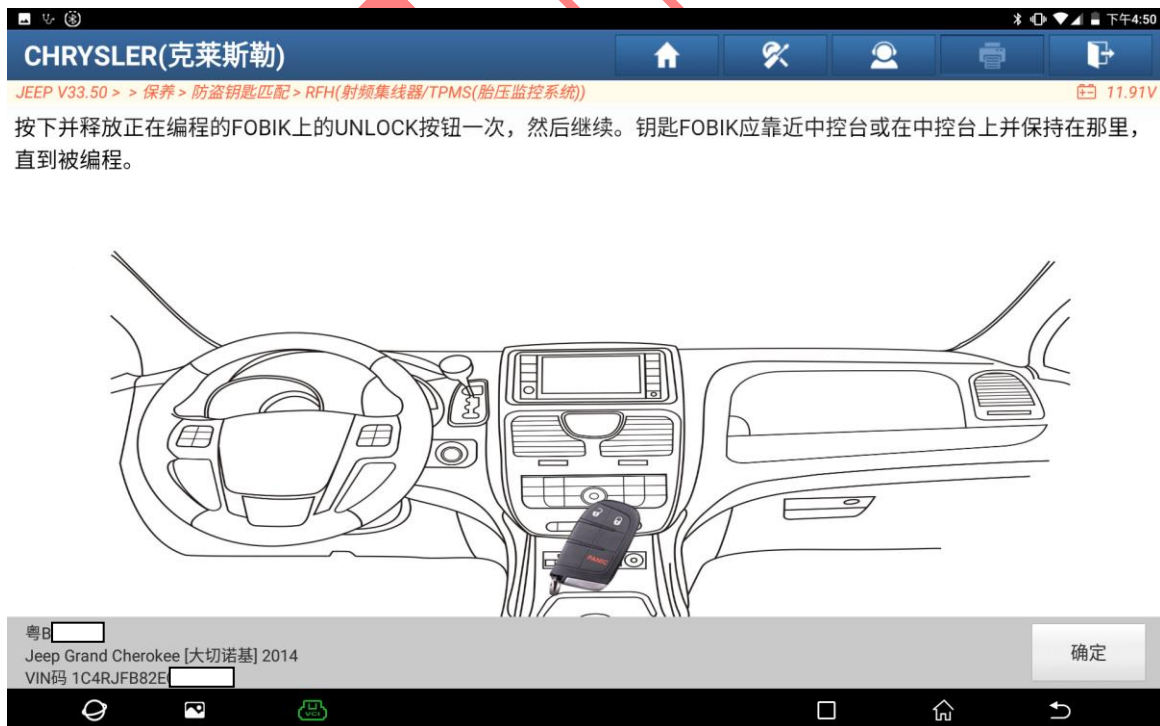 下午4:50
CHRYSLER(克莱斯勒)
JEEP V33.50 > > 保养 > 防盗钥匙匹配 > RFH(射频集线器/TPMS(胎压监控系统))
11.91V
按下并释放正在编程的FOBIK上的UNLOCK按钮一次，然后继续。钥匙FOBIK应靠近中控台或在中控台上并保持在那里，
直到被编程。
PANIC
粤B
Jeep Grand Cherokee [大切诺基] 2014
VIN码 1C4RJFB82E
确定
VCI